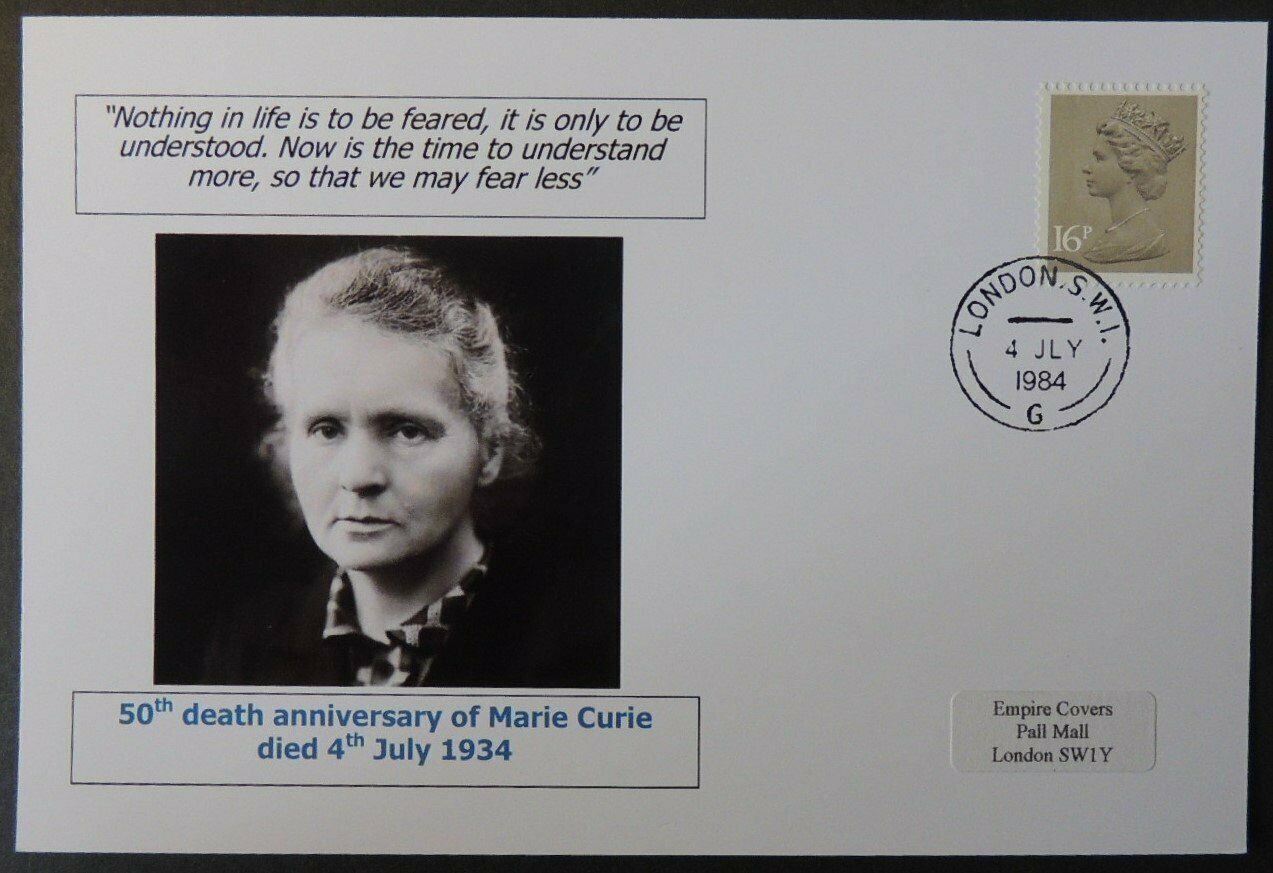 "Nothing in life is to be feared, it is only to be
understood. Now is the time to understand
more, so that we may fear less"
16P
LONDON.S.W.1.
4 JLY
1984
G
50th death anniversary of Marie Curie
died 4th July 1934
Empire Covers
Pall Mall
London SW1Y